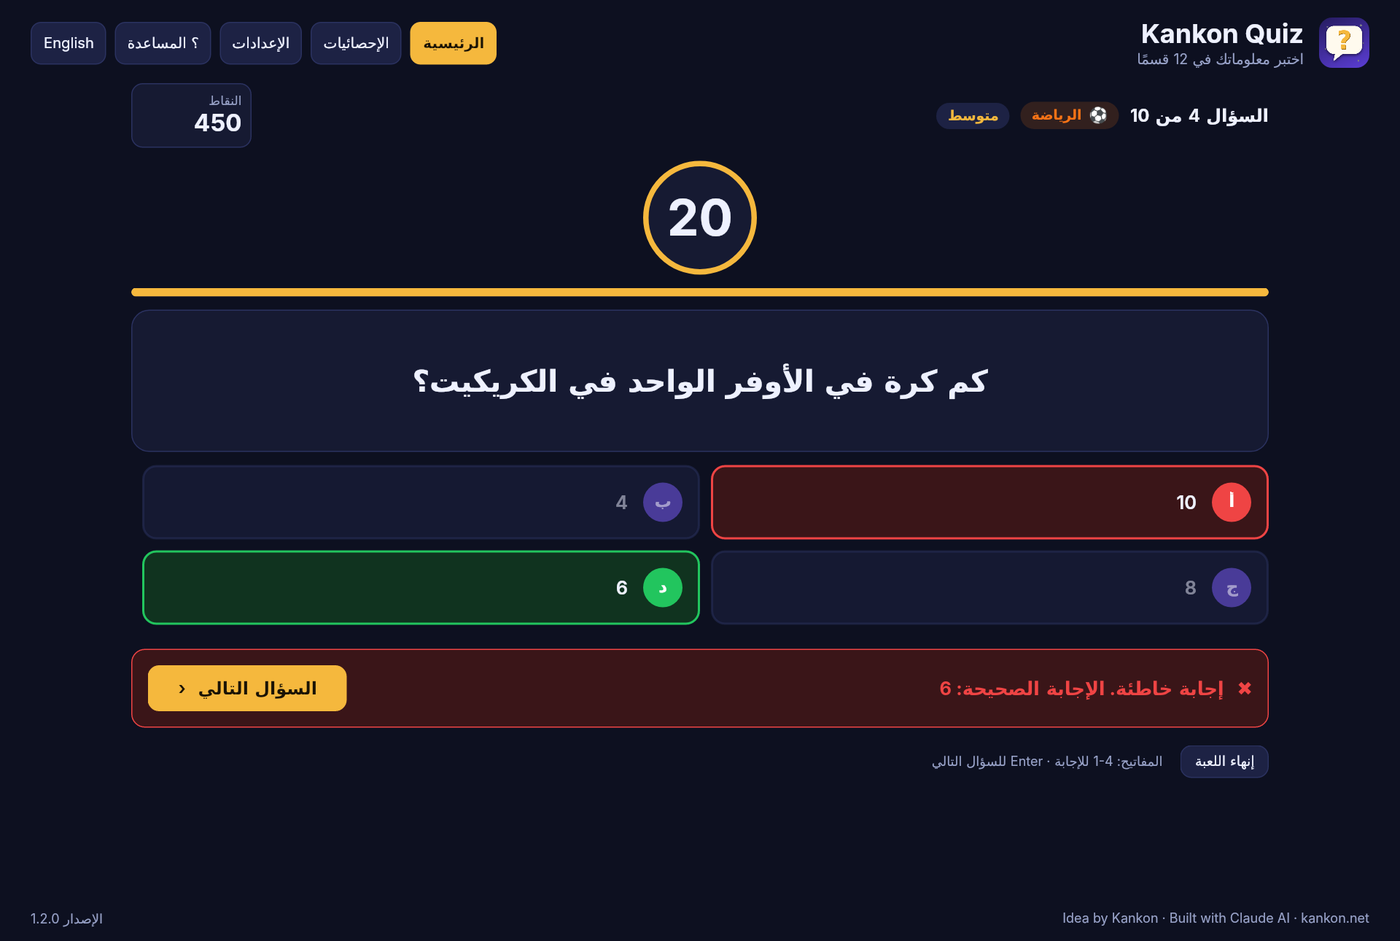 Kankon Quiz
اختبر معلوماتك في 12 قسمًا
الرئيسية
الإحصائيات
الإعدادات
؟ المساعدة
English
السؤال 4 من 10
الرياضة
متوسط
النقاط
450
20
كم كرة في الأوفر الواحد في الكريكيت؟
أ 10
ب 4
ج 8
د 6
✖ إجابة خاطئة. الإجابة الصحيحة: 6
السؤال التالي ‹
إنهاء اللعبة
المفاتيح: 1-4 للإجابة · Enter للسؤال التالي
Idea by Kankon · Built with Claude AI · kankon.net
الإصدار 1.2.0